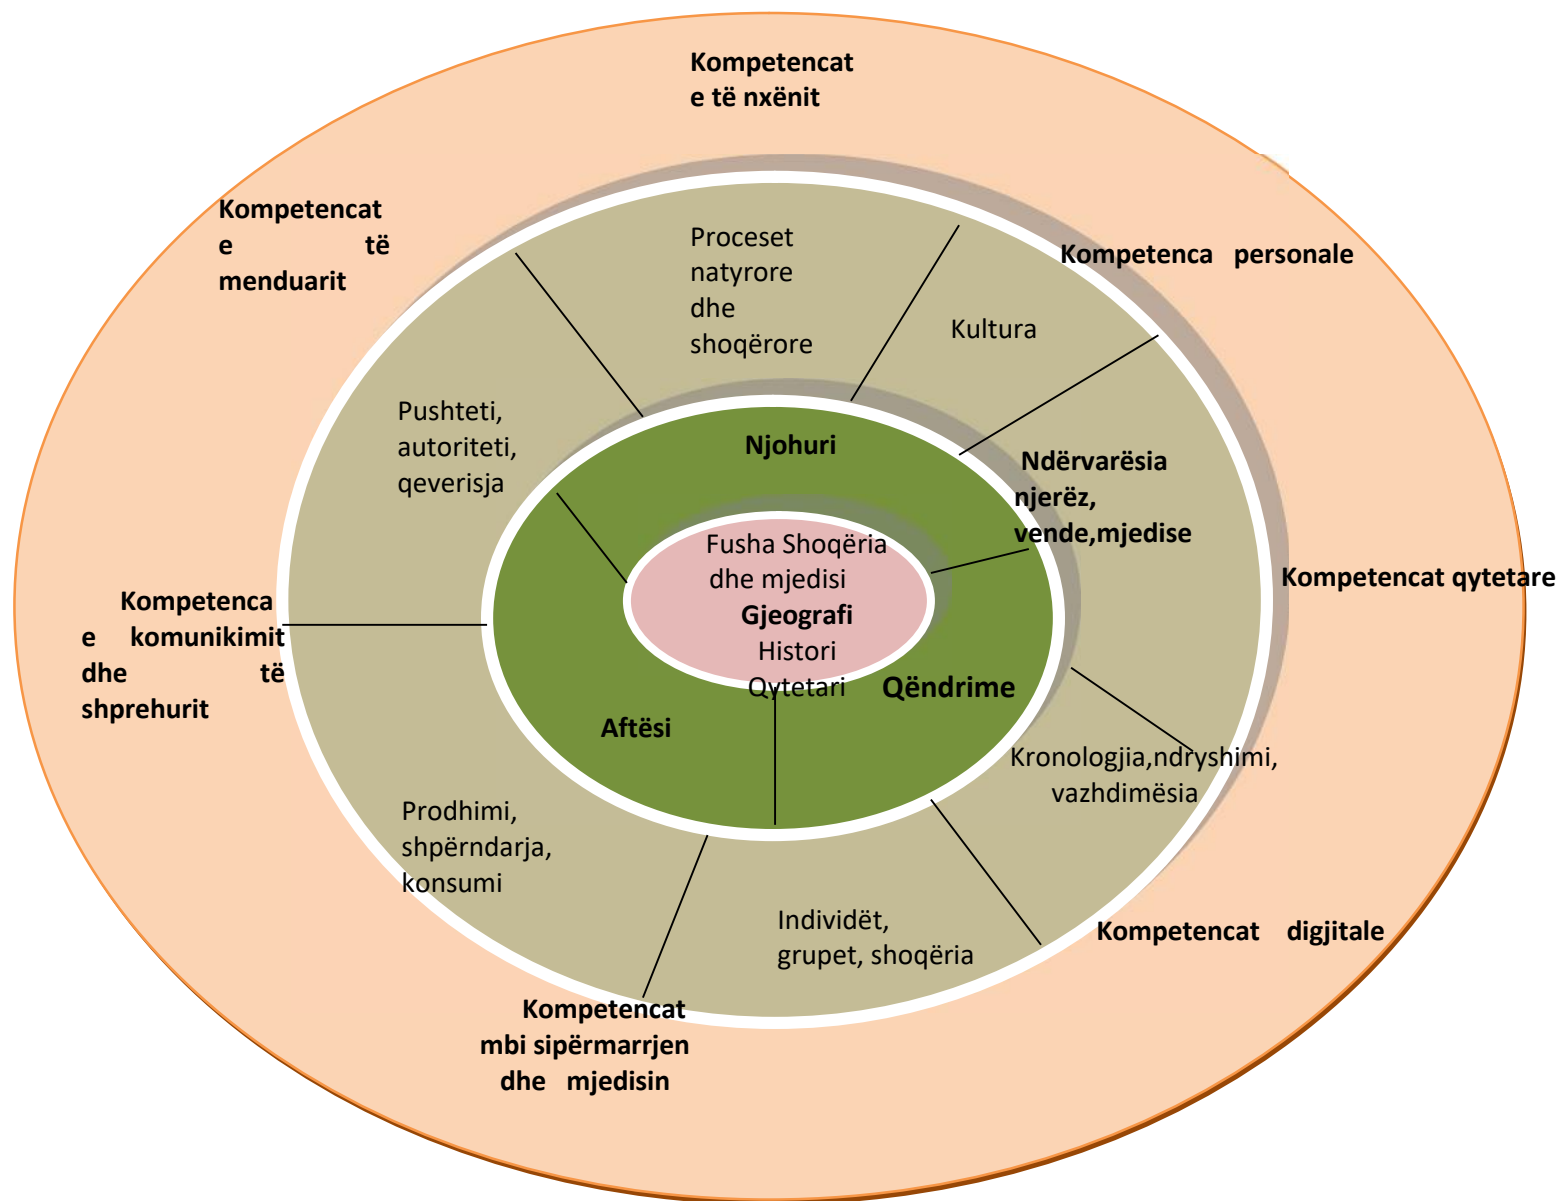 Kompetencat
e të nxënit
Kompetencat
e të
menduarit
Kompetenca personale
Proceset
natyrore
dhe
shoqërore
Kultura
Pushteti,
autoriteti,
qeverisja
Njohuri
Ndërvarësia
njerëz,
vende,mjedise
Fusha Shoqëria
dhe mjedisi
Gjeografi
Histori
Qytetari
Kompetencat qytetare
Kompetenca
e komunikimit
dhe të
shprehurit
Qëndrime
Aftësi
Kronologjia,ndryshimi,
vazhdimësia
Prodhimi,
shpërndarja,
konsumi
Individët,
grupet, shoqëria
Kompetencat digjitale
Kompetencat
mbi sipërmarrjen
dhe mjedisin